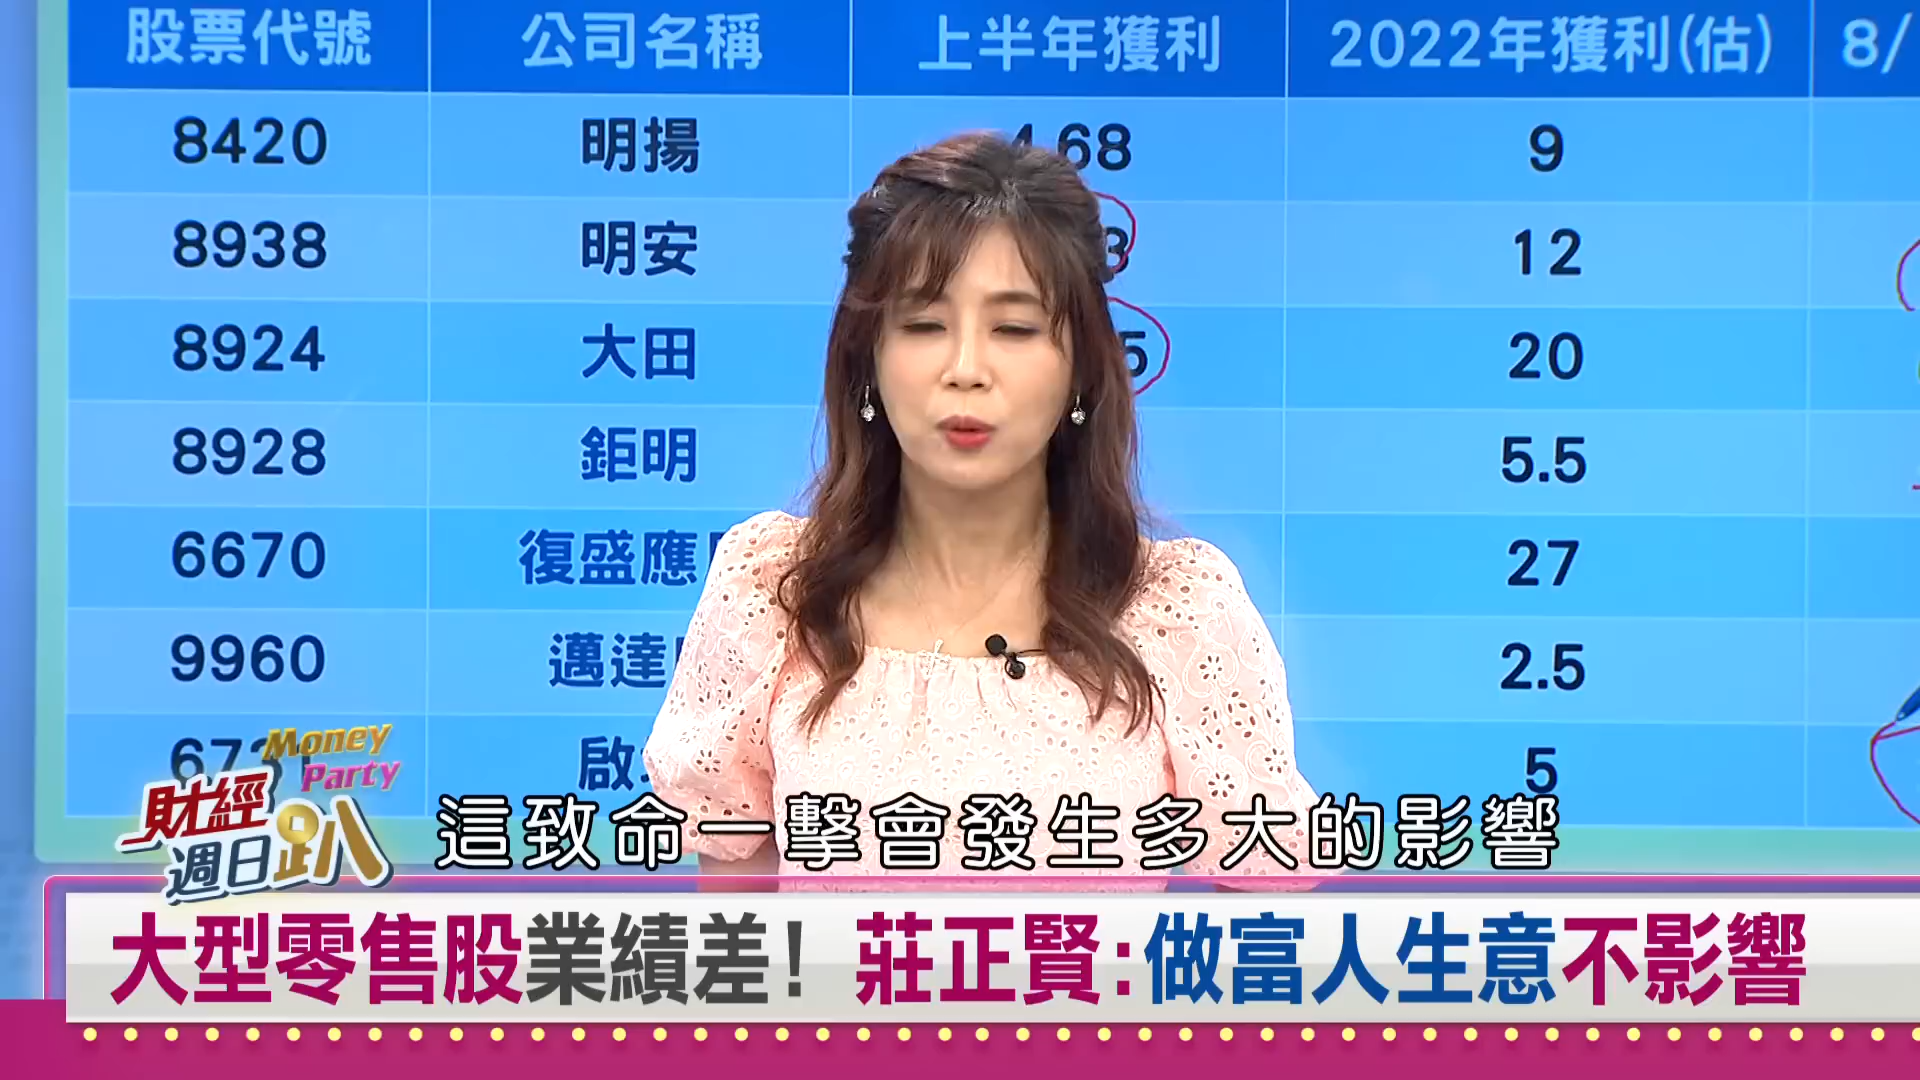 股票代號 公司名稱 上半年獲利 2022年獲利(估) 8/
8420 明揚 4.68 9
8938 明安 3 12
8924 大田 5 20
8928 鉅明 5.5
6670 復盛應 27
9960 邁達 2.5
啟 5
Money
Party
財經
週日趴
這致命一擊會發生多大的影響
大型零售股業績差! 莊正賢:做富人生意不影響